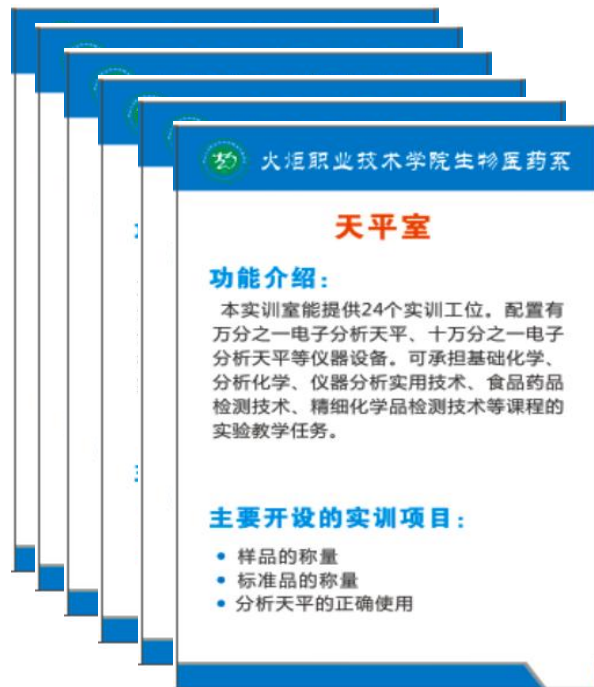 火炬职业技术学院生物医药系
天平室
功能介绍:
本实训室能提供24个实训工位。配置有
万分之一电子分析天平、十万分之一电子
分析天平等仪器设备。可承担基础化学、
分析化学、仪器分析实用技术、食品药品
检测技术、精细化学品检测技术等课程的
实验教学任务。
主要开设的实训项目:
• 样品的称量
• 标准品的称量
• 分析天平的正确使用